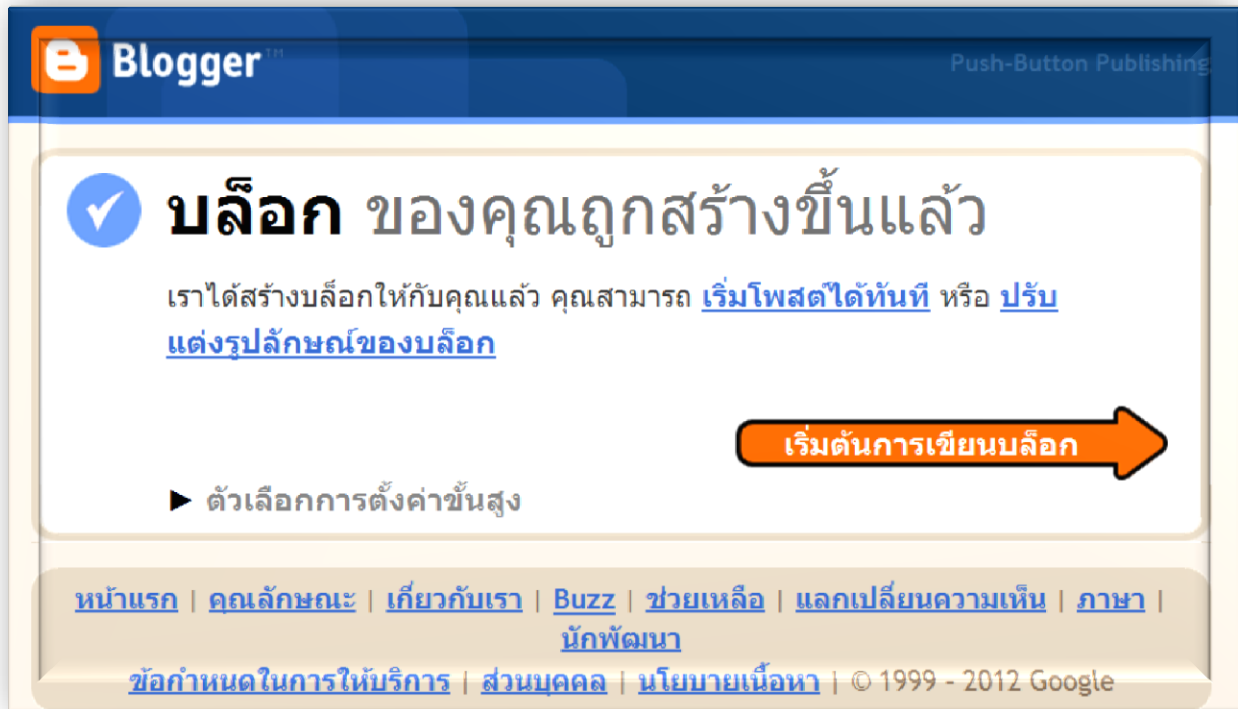 Blogger™
Push-Button Publishing
บล็อก ของคุณถูกสร้างขึ้นแล้ว
เราได้สร้างบล็อกให้กับคุณแล้ว คุณสามารถ เริ่มโพสต์ได้ทันที หรือ ปรับ
แต่งรูปลักษณ์ของบล็อก
เริ่มต้นการเขียนบล็อก
► ตัวเลือกการตั้งค่าขั้นสูง
หน้าแรก | คุณลักษณะ | เกี่ยวกับเรา | Buzz | ช่วยเหลือ | แลกเปลี่ยนความเห็น | ภาษา |
นักพัฒนา
ข้อกำหนดในการให้บริการ | ส่วนบุคคล | นโยบายเนื้อหา | © 1999 - 2012 Google